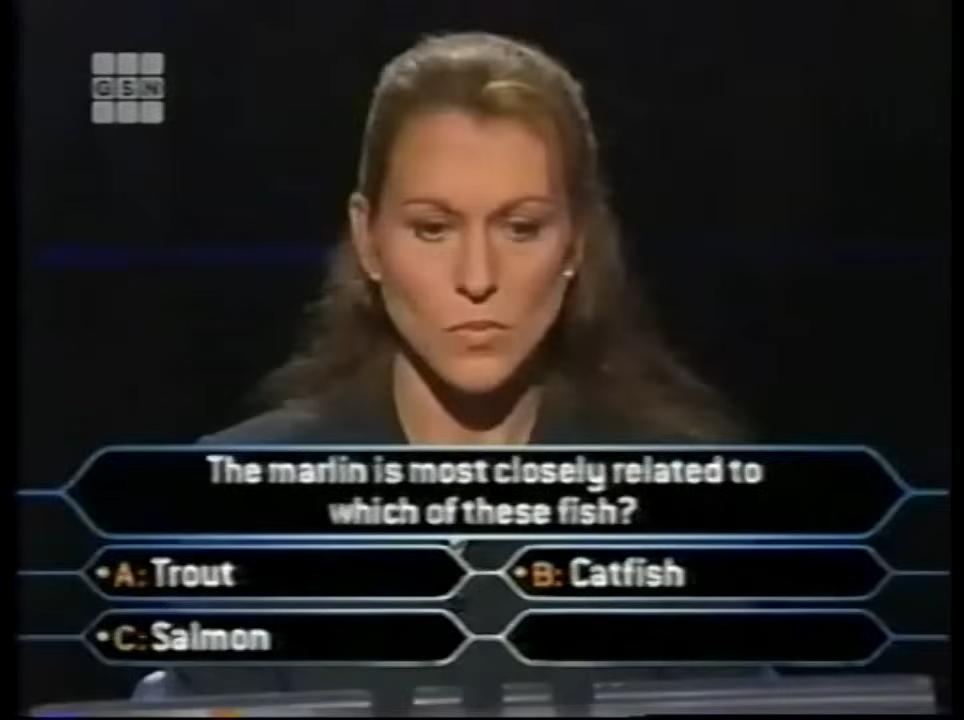 GSN
The marlin is most closely related to
which of these fish?
A: Trout
B: Catfish
C: Salmon